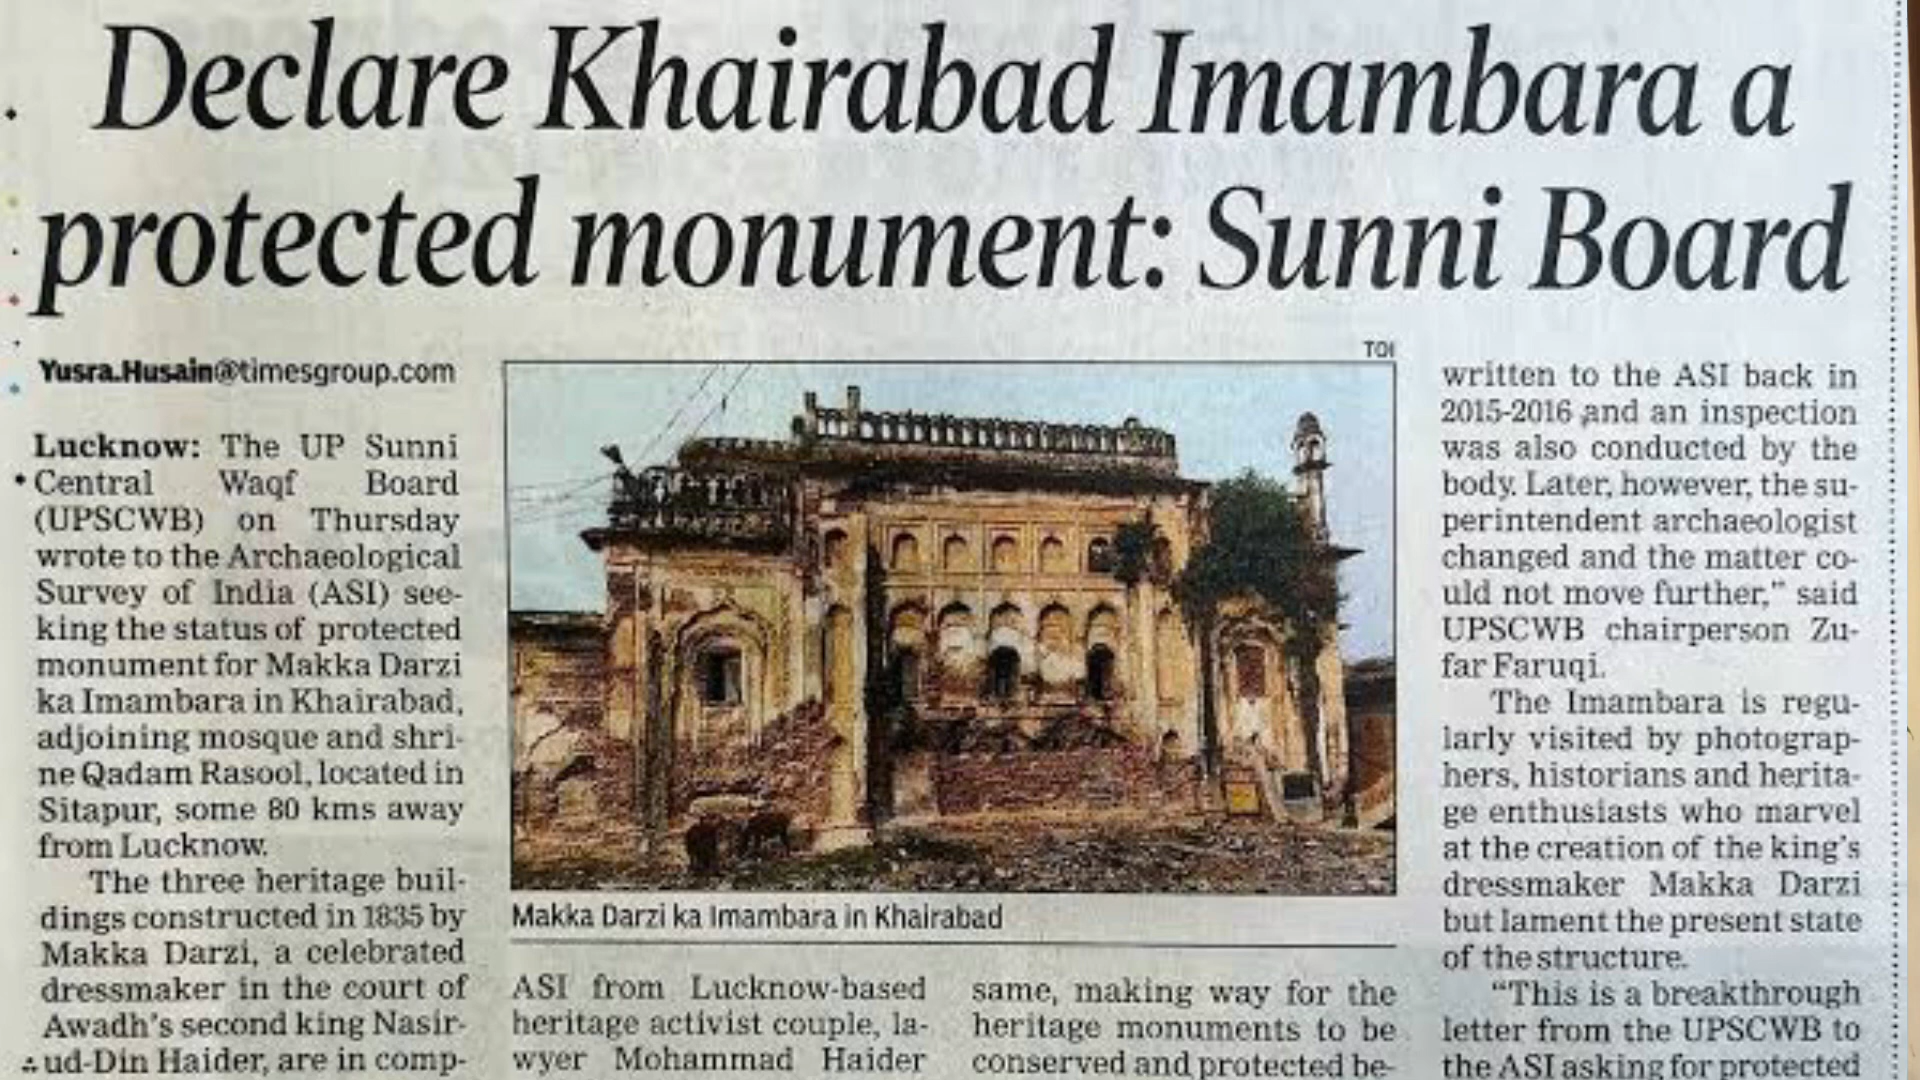 Declare Khairabad Imambara a
protected monument: Sunni Board
Yusra.Husain@timesgroup.com
Lucknow: The UP Sunni
Central Waqf Board
(UPSCWB) on Thursday
wrote to the Archaeological
Survey of India (ASI) see-
king the status of protected
monument for Makka Darzi
ka Imambara in Khairabad,
adjoining mosque and shri-
ne Qadam Rasool, located in
Sitapur, some 80 kms away
from Lucknow.
The three heritage buil-
dings constructed in 1835 by
Makka Darzi, a celebrated
dressmaker in the court of
Awadh's second king Nasir-
ud-Din Haider, are in comp-
TOI
Makka Darzi ka Imambara in Khairabad
ASI from Lucknow-based
heritage activist couple, la-
wyer Mohammad Haider
same, making way for the
heritage monuments to be
conserved and protected be-
written to the ASI back in
2015-2016 and an inspection
was also conducted by the
body. Later, however, the su-
perintendent archaeologist
changed and the matter co-
uld not move further," said
UPSCWB chairperson Zu-
far Faruqi.
The Imambara is regu-
larly visited by photograp-
hers, historians and herita-
ge enthusiasts who marvel
at the creation of the king's
dressmaker Makka Darzi
but lament the present state
of the structure.
"This is a breakthrough
letter from the UPSCWB to
the ASI asking for protected